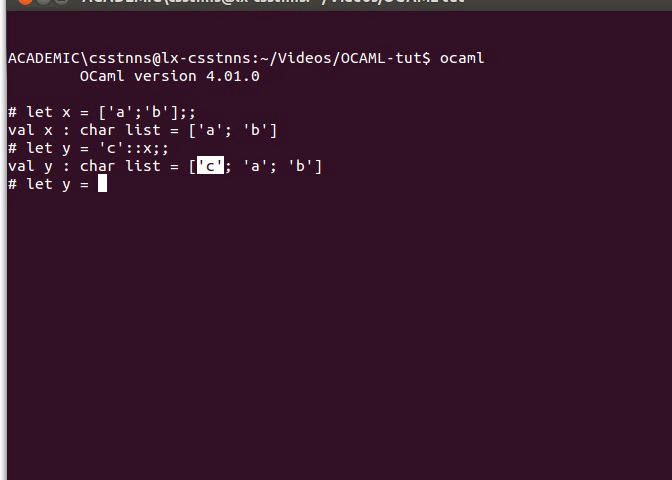 ACADEMIC\csstnns@lx-csstnns:~/Videos/OCAML-tut$ ocaml
OCaml version 4.01.0
# let x = ['a';'b'];;
val x : char list = ['a'; 'b']
# let y = 'c'::x;;
val y : char list = ['c'; 'a'; 'b']
# let y =